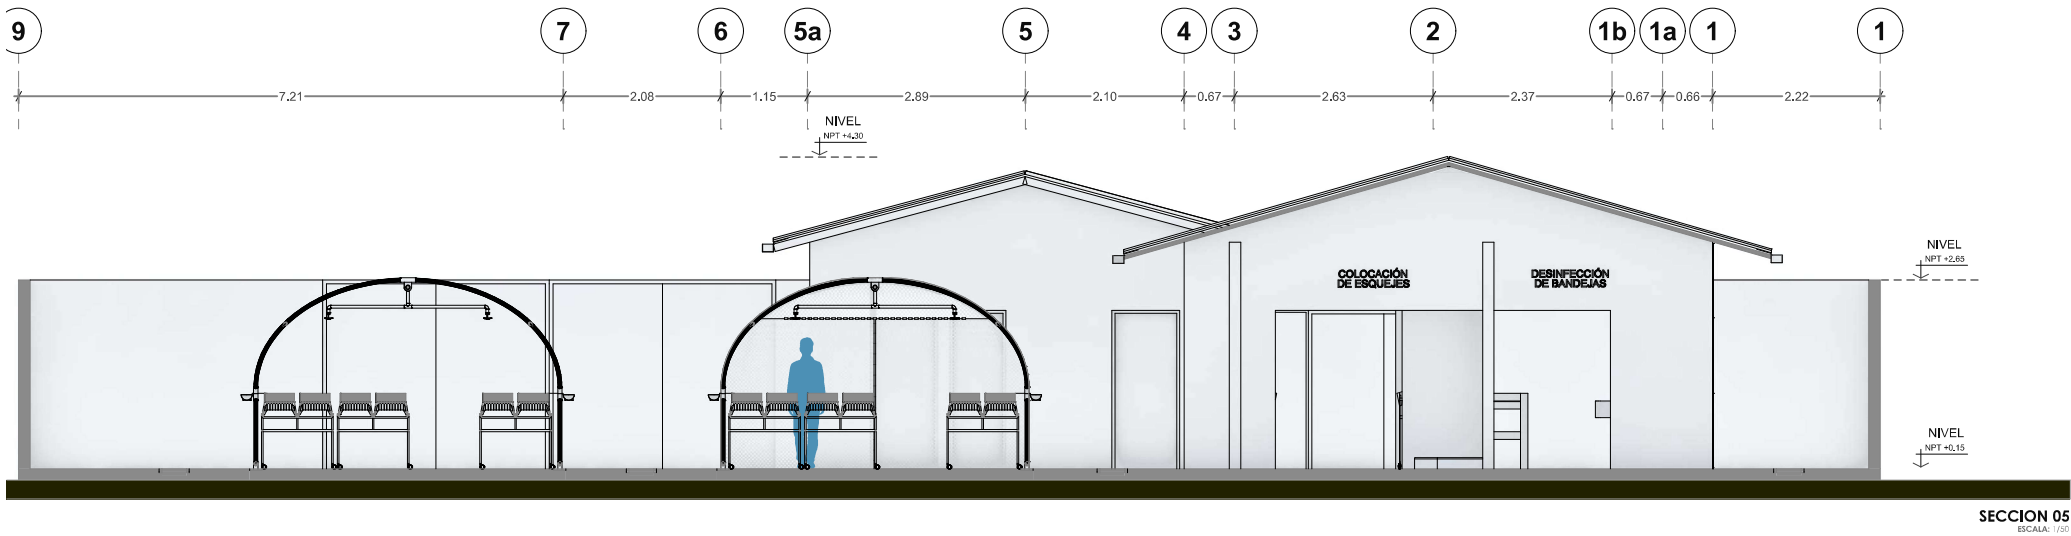 9 7 6 5a 5 4 3 2 1b 1a 1 1
7.21 2.08 1.15 2.89 2.10 0.67 2.63 2.37 0.67 0.66 2.22
NIVEL
NPT +4.30
NIVEL
NPT +2.65
COLOCACIÓN
DE ESQUEJES
DESINFECCIÓN
DE BANDEJAS
NIVEL
NPT +0.15
SECCION 05
ESCALA: 1/50